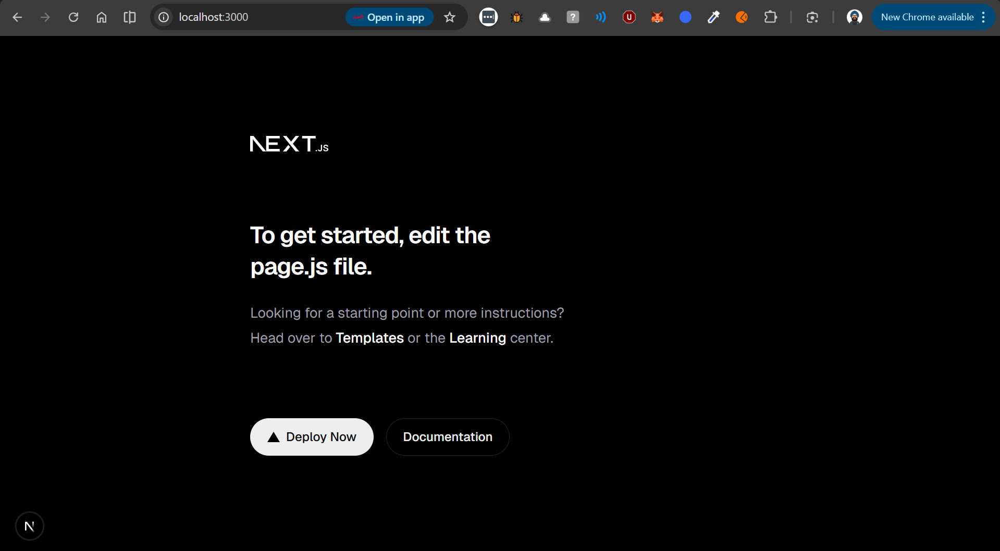 localhost:3000
Open in app
New Chrome available
NEXT.JS
To get started, edit the
page.js file.
Looking for a starting point or more instructions?
Head over to Templates or the Learning center.
Deploy Now
Documentation
N